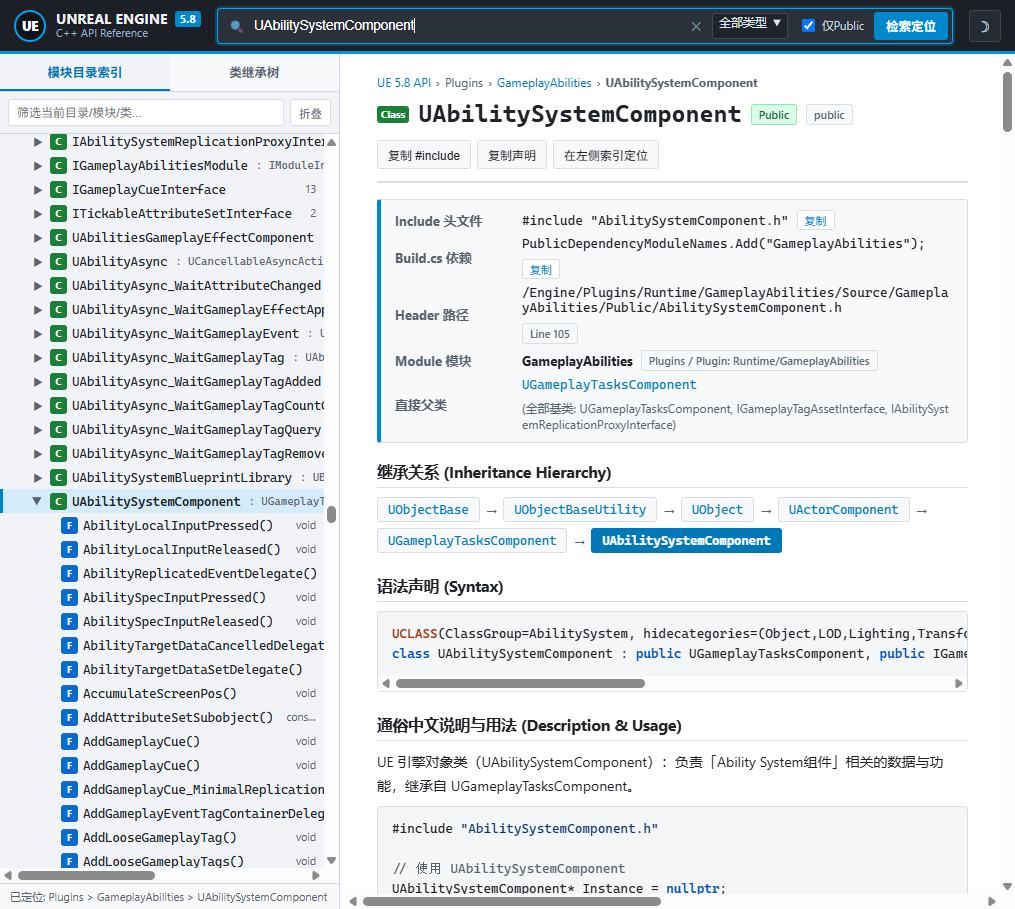 UE UNREAL ENGINE 5.8
C++ API Reference
UAbilitySystemComponent
全部类型
仅Public
检索定位
模块目录索引
类继承树
筛选当前目录/模块/类...
折叠
C IAbilitySystemReplicationProxyInter
C IGameplayAbilitiesModule : IModuleIn
C IGameplayCueInterface 13
C ITickableAttributeSetInterface 2
C UAbilitiesGameplayEffectComponent
C UAbilityAsync : UCancellableAsyncActi
C UAbilityAsync_WaitAttributeChanged
C UAbilityAsync_WaitGameplayEffectApp
C UAbilityAsync_WaitGameplayEvent : U
C UAbilityAsync_WaitGameplayTag : UAb
C UAbilityAsync_WaitGameplayTagAdded
C UAbilityAsync_WaitGameplayTagCountC
C UAbilityAsync_WaitGameplayTagQuery
C UAbilityAsync_WaitGameplayTagRemove
C UAbilitySystemBlueprintLibrary : UB
C UAbilitySystemComponent : UGameplayT
F AbilityLocalInputPressed() void
F AbilityLocalInputReleased() void
F AbilityReplicatedEventDelegate()
F AbilitySpecInputPressed() void
F AbilitySpecInputReleased() void
F AbilityTargetDataCancelledDelegat
F AbilityTargetDataSetDelegate()
F AccumulateScreenPos() void
F AddAttributeSetSubobject() cons...
F AddGameplayCue() void
F AddGameplayCue() void
F AddGameplayCue_MinimalReplication
F AddGameplayEventTagContainerDeleg
F AddLooseGameplayTag() void
F AddLooseGameplayTags() void
已定位: Plugins > GameplayAbilities > UAbilitySystemComponent
UE 5.8 API › Plugins › GameplayAbilities › UAbilitySystemComponent
Class UAbilitySystemComponent Public public
复制 #include
复制声明
在左侧索引定位
Include 头文件 #include "AbilitySystemComponent.h" 复制
Build.cs 依赖 PublicDependencyModuleNames.Add("GameplayAbilities");
复制
Header 路径 /Engine/Plugins/Runtime/GameplayAbilities/Source/Gamepla
yAbilities/Public/AbilitySystemComponent.h
Line 105
Module 模块 GameplayAbilities Plugins / Plugin: Runtime/GameplayAbilities
直接父类 UGameplayTasksComponent
(全部基类: UGameplayTasksComponent, IGameplayTagAssetInterface, IAbilitySyst
emReplicationProxyInterface)
继承关系 (Inheritance Hierarchy)
UObjectBase → UObjectBaseUtility → UObject → UActorComponent →
UGameplayTasksComponent → UAbilitySystemComponent
语法声明 (Syntax)
UCLASS(ClassGroup=AbilitySystem, hidecategories=(Object,LOD,Lighting,Transfo
class UAbilitySystemComponent : public UGameplayTasksComponent, public IGame
通俗中文说明与用法 (Description & Usage)
UE 引擎对象类（UAbilitySystemComponent）：负责「Ability System组件」相关的数据与功
能，继承自 UGameplayTasksComponent。
#include "AbilitySystemComponent.h"
// 使用 UAbilitySystemComponent
UAbilitySystemComponent* Instance = nullptr;